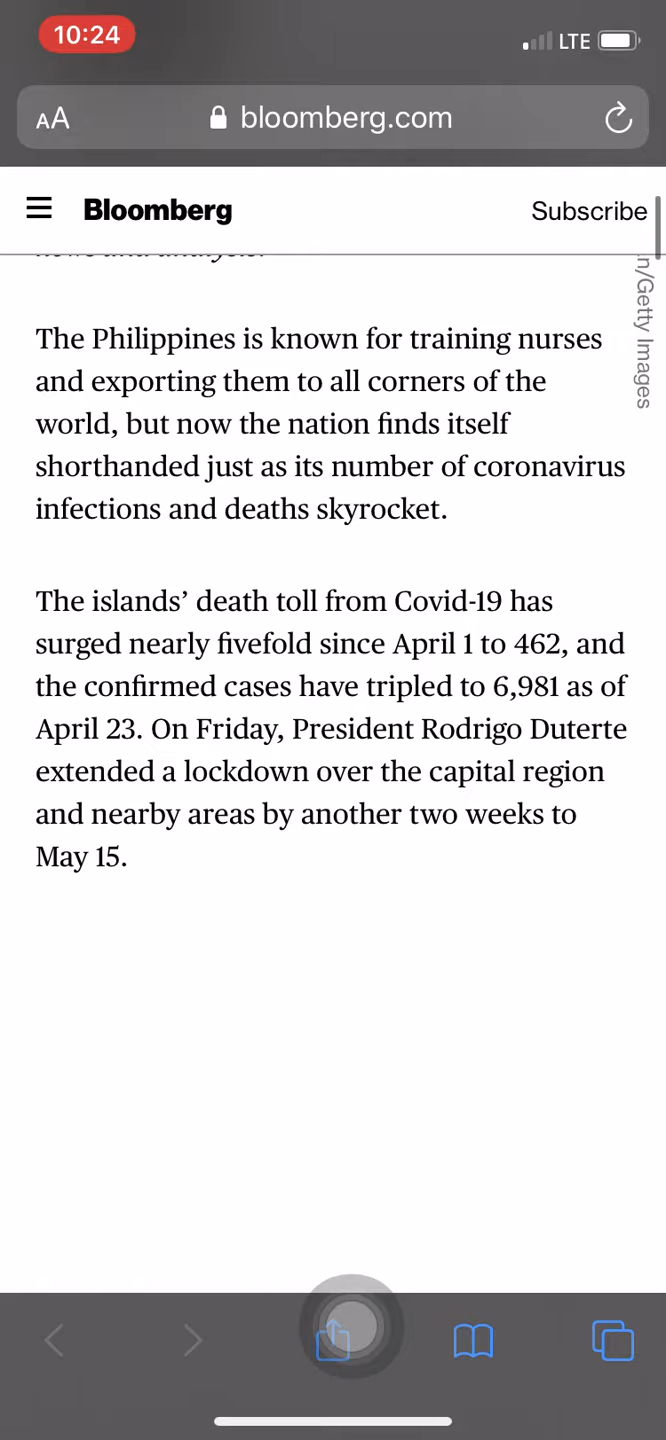 10:24
LTE
AA bloomberg.com
Bloomberg Subscribe
n/Getty Images
The Philippines is known for training nurses
and exporting them to all corners of the
world, but now the nation finds itself
shorthanded just as its number of coronavirus
infections and deaths skyrocket.
The islands’ death toll from Covid-19 has
surged nearly fivefold since April 1 to 462, and
the confirmed cases have tripled to 6,981 as of
April 23. On Friday, President Rodrigo Duterte
extended a lockdown over the capital region
and nearby areas by another two weeks to
May 15.